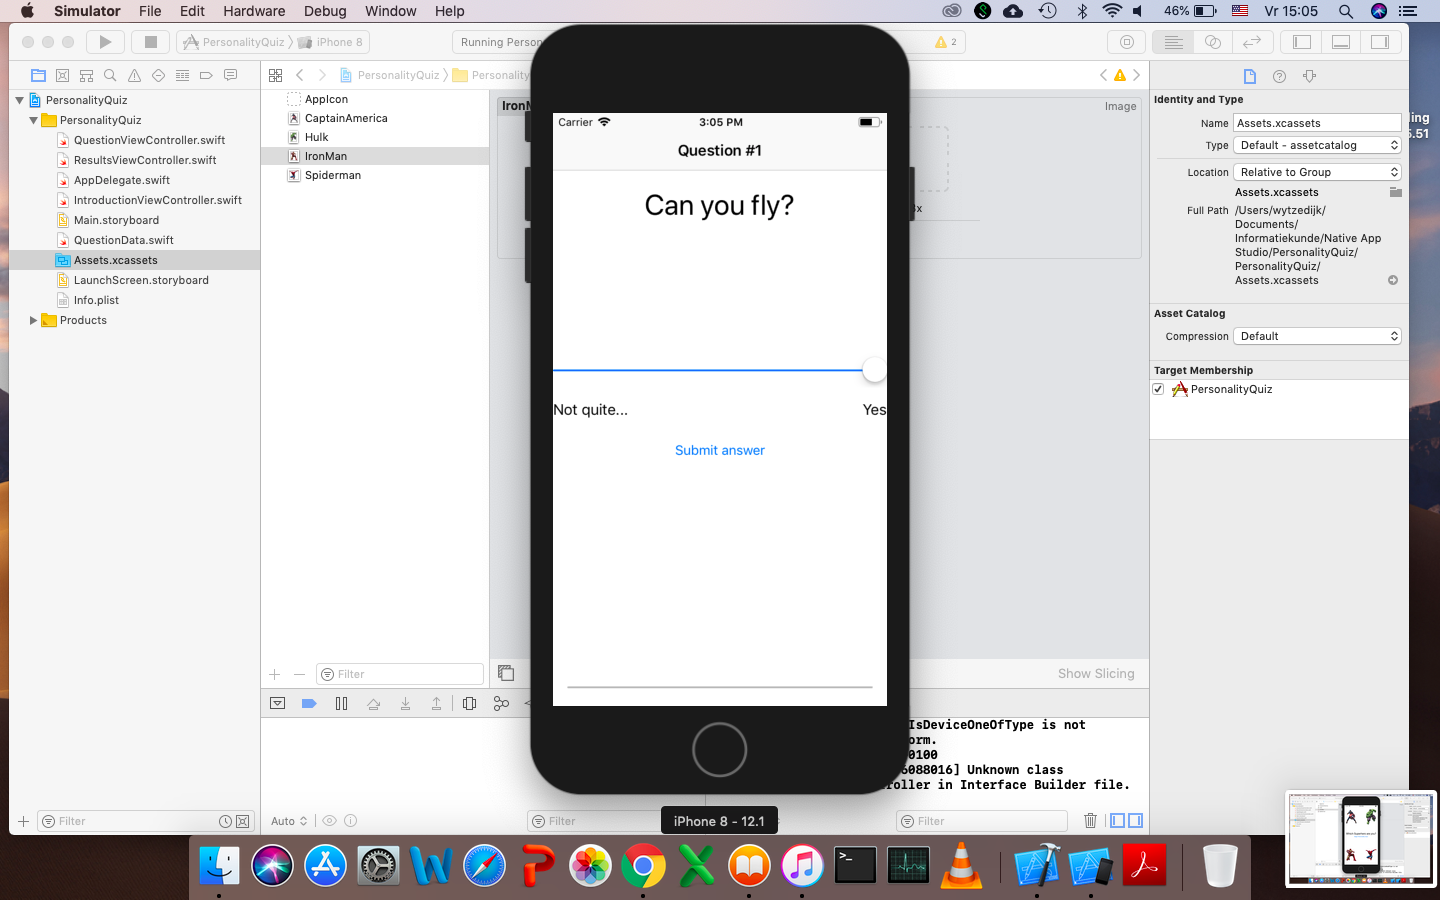 Simulator File Edit Hardware Debug Window Help
46% Vr 15:05
PersonalityQuiz iPhone 8
Running Person
2
PersonalityQuiz
Personality
PersonalityQuiz
PersonalityQuiz
QuestionViewController.swift
ResultsViewController.swift
AppDelegate.swift
IntroductionViewController.swift
Main.storyboard
QuestionData.swift
Assets.xcassets
LaunchScreen.storyboard
Info.plist
Products
Filter
AppIcon
CaptainAmerica
Hulk
IronMan
Spiderman
Filter
IronM
Image
3x
Show Slicing
Carrier 3:05 PM
Question #1
Can you fly?
Not quite...
Yes
Submit answer
iPhone 8 - 12.1
Identity and Type
Name Assets.xcassets
Type Default - assetcatalog
Location Relative to Group
Assets.xcassets
Full Path /Users/wytzedijk/
Documents/
Informatiekunde/Native App
Studio/PersonalityQuiz/
PersonalityQuiz/
Assets.xcassets
Asset Catalog
Compression Default
Target Membership
PersonalityQuiz
ling
5.51
IsDeviceOneOfType is not
orm.
0100
6088016] Unknown class
roller in Interface Builder file.
Auto
Filter
Filter